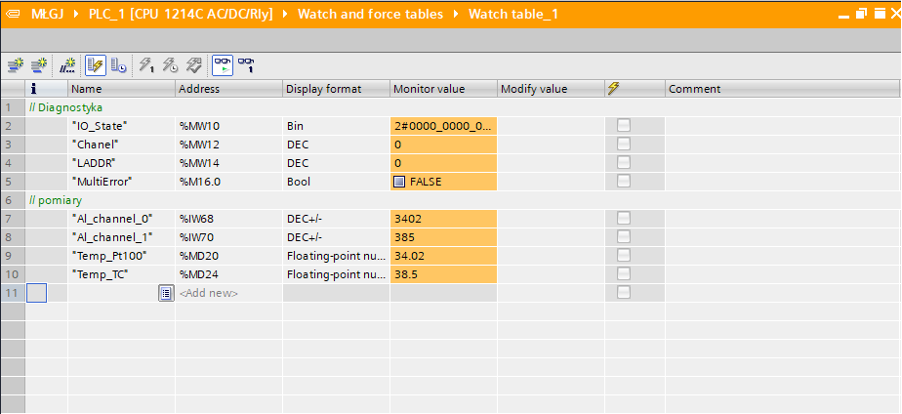 MŁGJ › PLC_1 [CPU 1214C AC/DC/Rly] › Watch and force tables › Watch table_1
i Name Address Display format Monitor value Modify value Comment
1 // Diagnostyka
2 "IO_State" %MW10 Bin 2#0000_0000_0...
3 "Chanel" %MW12 DEC 0
4 "LADDR" %MW14 DEC 0
5 "MultiError" %M16.0 Bool FALSE
6 // pomiary
7 "AI_channel_0" %IW68 DEC+/- 3402
8 "AI_channel_1" %IW70 DEC+/- 385
9 "Temp_Pt100" %MD20 Floating-point nu... 34.02
10 "Temp_TC" %MD24 Floating-point nu... 38.5
11 <Add new>